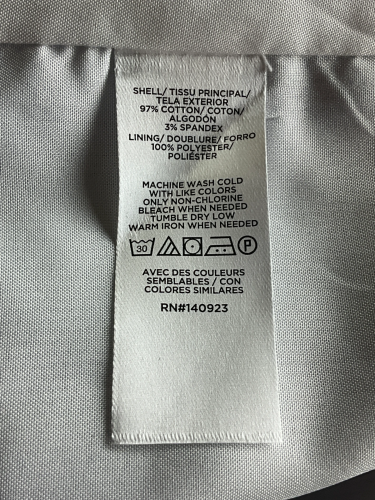 SHELL/ TISSU PRINCIPAL/
TELA EXTERIOR
97% COTTON/ COTON/
ALGODÓN
3% SPANDEX
LINING/ DOUBLURE/ FORRO
100% POLYESTER/
POLIÉSTER
MACHINE WASH COLD
WITH LIKE COLORS
ONLY NON-CHLORINE
BLEACH WHEN NEEDED
TUMBLE DRY LOW
WARM IRON WHEN NEEDED
30 P
AVEC DES COULEURS
SEMBLABLES / CON
COLORES SIMILARES
RN#140923